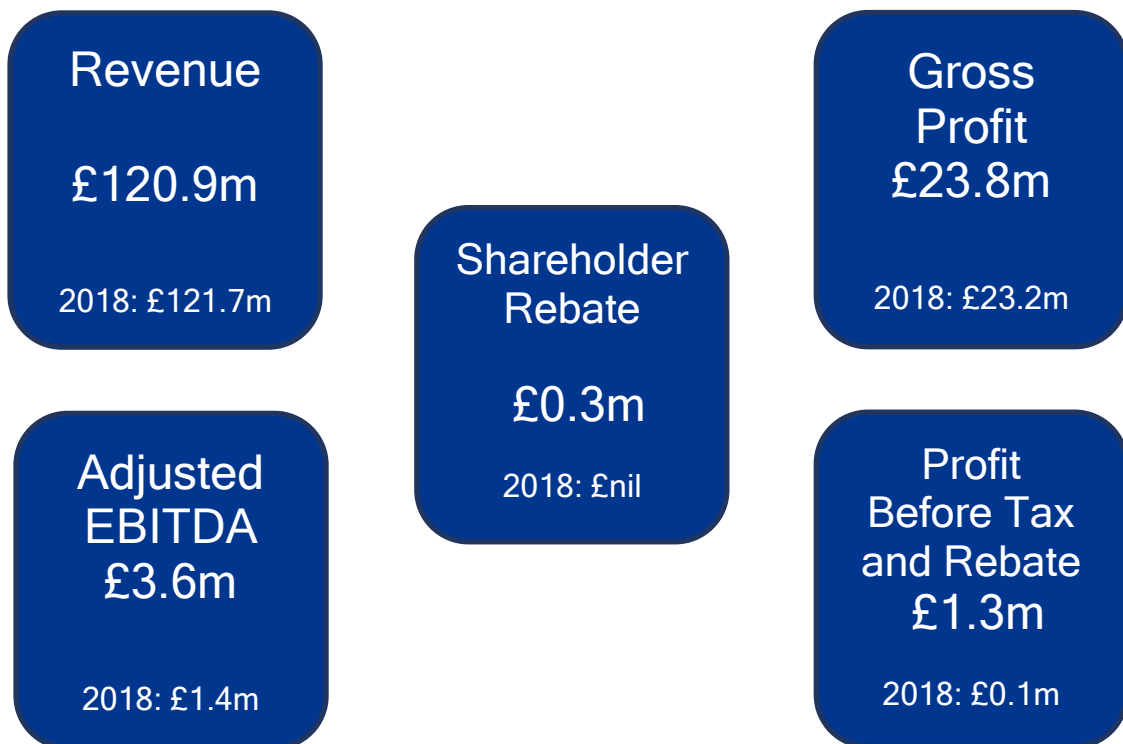 Revenue
£120.9m
2018: £121.7m
Gross
Profit
£23.8m
2018: £23.2m
Shareholder
Rebate
£0.3m
2018: £nil
Adjusted
EBITDA
£3.6m
2018: £1.4m
Profit
Before Tax
and Rebate
£1.3m
2018: £0.1m